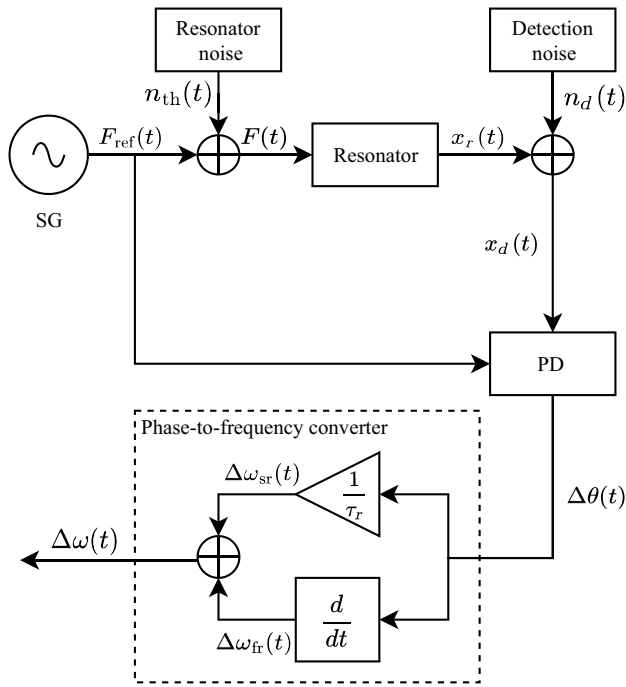 Resonator
noise
Detection
noise
n_th(t)
n_d(t)
F_ref(t)
F(t)
Resonator
x_r(t)
SG
x_d(t)
PD
Phase-to-frequency converter
Δω_sr(t)
1/τ_r
Δθ(t)
Δω(t)
d/dt
Δω_fr(t)